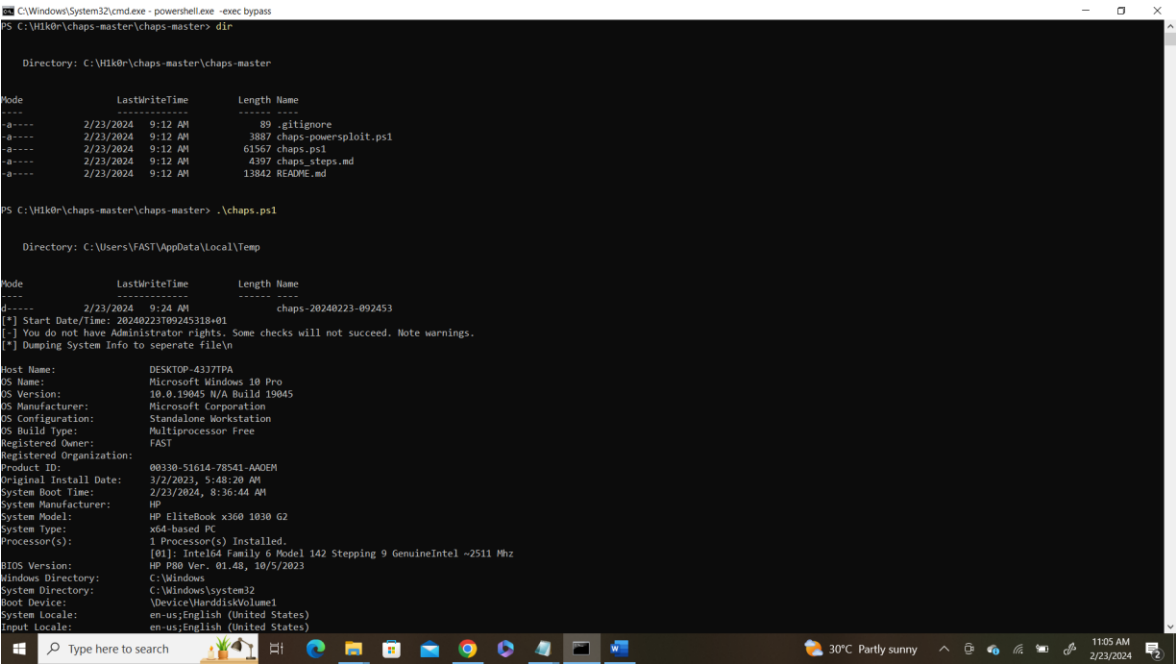 C:\Windows\System32\cmd.exe - powershell.exe -exec bypass
PS C:\H1k0r\chaps-master\chaps-master> dir
Directory: C:\H1k0r\chaps-master\chaps-master
Mode LastWriteTime Length Name
---- ------------- ------ ----
-a---- 2/23/2024 9:12 AM 89 .gitignore
-a---- 2/23/2024 9:12 AM 3887 chaps-powersploit.ps1
-a---- 2/23/2024 9:12 AM 61567 chaps.ps1
-a---- 2/23/2024 9:12 AM 4397 chaps_steps.md
-a---- 2/23/2024 9:12 AM 13842 README.md
PS C:\H1k0r\chaps-master\chaps-master> .\chaps.ps1
Directory: C:\Users\FAST\AppData\Local\Temp
Mode LastWriteTime Length Name
---- ------------- ------ ----
d----- 2/23/2024 9:24 AM chaps-20240223-092453
[*] Start Date/Time: 20240223T09245318+01
[-] You do not have Administrator rights. Some checks will not succeed. Note warnings.
[*] Dumping System Info to seperate file\n
Host Name: DESKTOP-43J7TPA
OS Name: Microsoft Windows 10 Pro
OS Version: 10.0.19045 N/A Build 19045
OS Manufacturer: Microsoft Corporation
OS Configuration: Standalone Workstation
OS Build Type: Multiprocessor Free
Registered Owner: FAST
Registered Organization:
Product ID: 00330-51614-78541-AAOEM
Original Install Date: 3/2/2023, 5:48:20 AM
System Boot Time: 2/23/2024, 8:36:44 AM
System Manufacturer: HP
System Model: HP EliteBook x360 1030 G2
System Type: x64-based PC
Processor(s): 1 Processor(s) Installed.
[01]: Intel64 Family 6 Model 142 Stepping 9 GenuineIntel ~2511 Mhz
BIOS Version: HP P80 Ver. 01.48, 10/5/2023
Windows Directory: C:\Windows
System Directory: C:\Windows\system32
Boot Device: \Device\HarddiskVolume1
System Locale: en-us;English (United States)
Input Locale: en-us;English (United States)
Type here to search
30°C Partly sunny
11:05 AM
2/23/2024